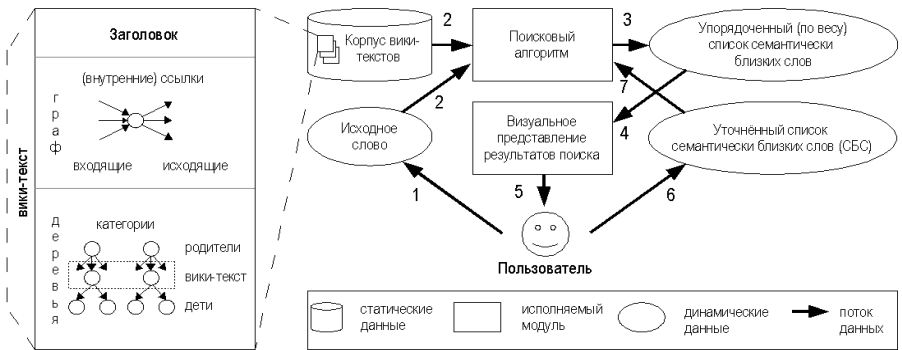 Заголовок
(внутренние) ссылки
граф
входящие
исходящие
вики-текст
деревья
категории
родители
вики-текст
дети
Корпус вики-
текстов
2
Поисковый
алгоритм
3
Упорядоченный (по весу)
список семантически
близких слов
2
7
Исходное
слово
Визуальное
представление
результатов поиска
4
Уточнённый список
семантически близких слов (СБС)
1
5
6
Пользователь
статические
данные
исполняемый
модуль
динамические
данные
поток
данных